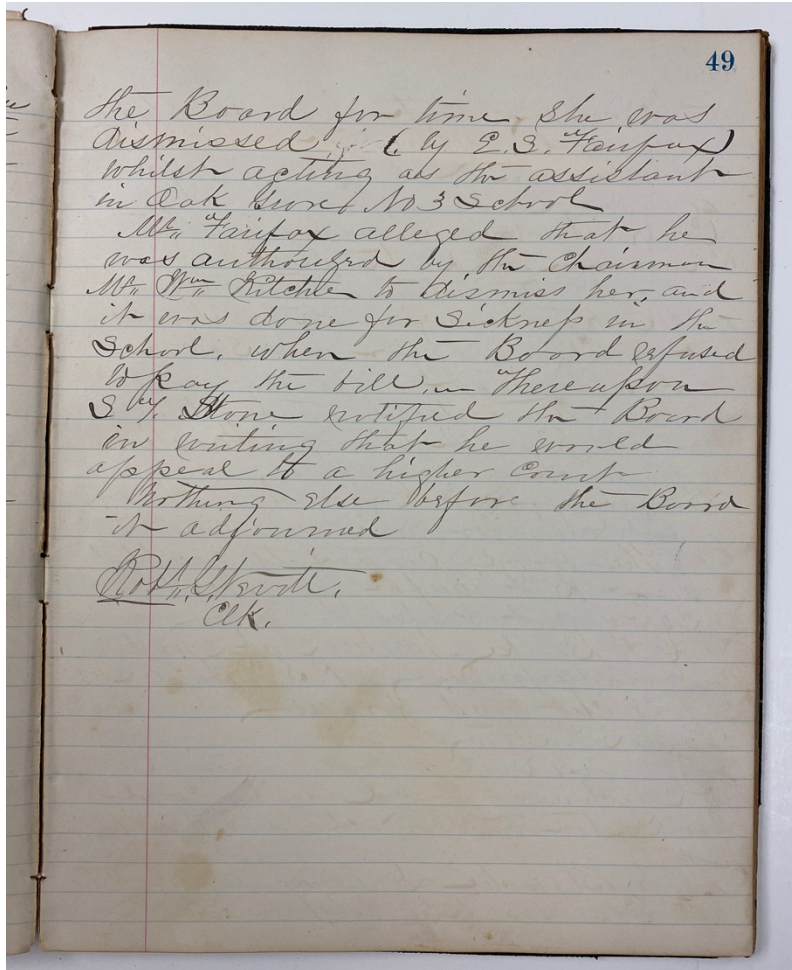 49
the Board for time she was
dismissed (by E. S. Fairfax)
whilst acting as the assistant
in Oak Grove No 3 School
Mr. Fairfax alleged that he
was authorized by the Chairman
Mr. Wm. Kitchen to dismiss her, and
it was done for Sickness in the
School, when the Board refused
to pay the bill, Thereupon
S Stone notified the Board
in writing that he would
appeal to a higher Court
Nothing else before the Board
it adjourned
Robt.
Clk.